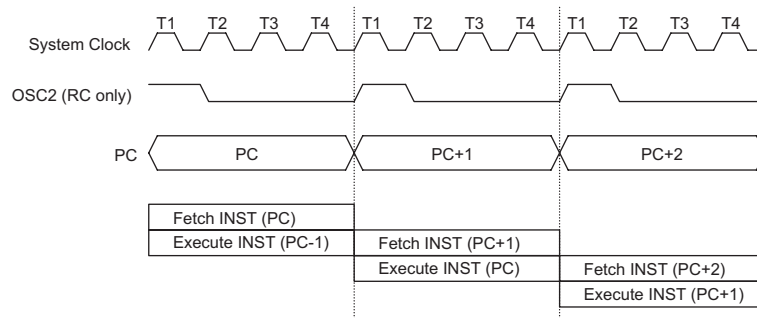 T1 T2 T3 T4 T1 T2 T3 T4 T1 T2 T3 T4
System Clock
OSC2 (RC only)
PC PC PC+1 PC+2
Fetch INST (PC)
Execute INST (PC-1) Fetch INST (PC+1)
Execute INST (PC) Fetch INST (PC+2)
Execute INST (PC+1)